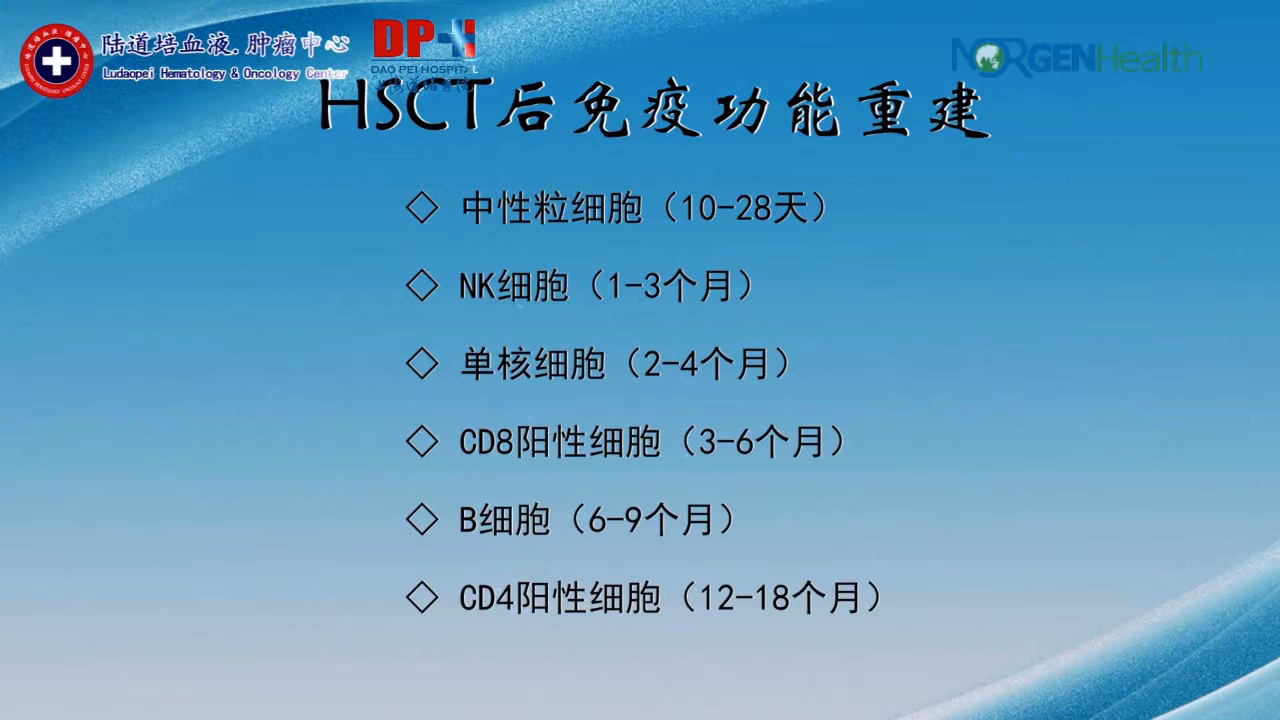 陆道培血液.肿瘤中心
Ludaopei Hematology & Oncology Center
DPH
DAO PEI HOSPITAL
NORGENHealth
HSCT后免疫功能重建
◇ 中性粒细胞（10-28天）
◇ NK细胞（1-3个月）
◇ 单核细胞（2-4个月）
◇ CD8阳性细胞（3-6个月）
◇ B细胞（6-9个月）
◇ CD4阳性细胞（12-18个月）